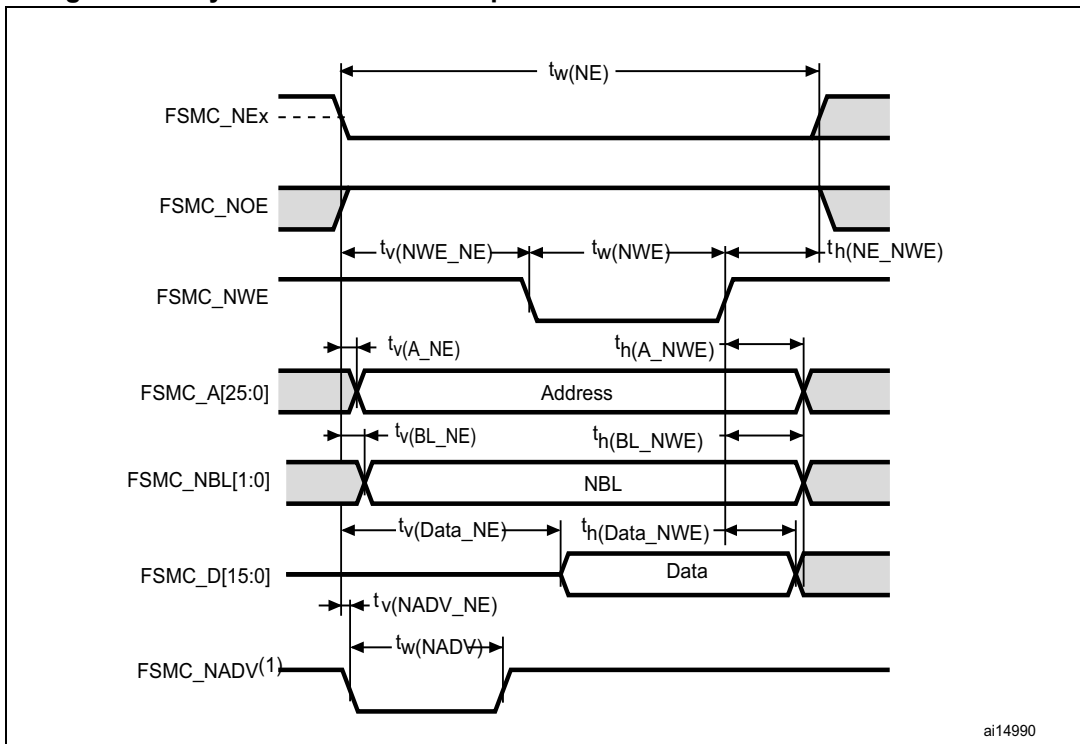 tw(NE)
FSMC_NEx
FSMC_NOE
tv(NWE_NE)
tw(NWE)
th(NE_NWE)
FSMC_NWE
tv(A_NE)
th(A_NWE)
FSMC_A[25:0]
Address
tv(BL_NE)
th(BL_NWE)
FSMC_NBL[1:0]
NBL
tv(Data_NE)
th(Data_NWE)
FSMC_D[15:0]
Data
tv(NADV_NE)
tw(NADV)
FSMC_NADV(1)
ai14990